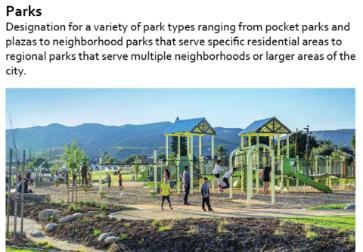 Parks
Designation for a variety of park types ranging from pocket parks and
plazas to neighborhood parks that serve specific residential areas to
regional parks that serve multiple neighborhoods or larger areas of the
city.